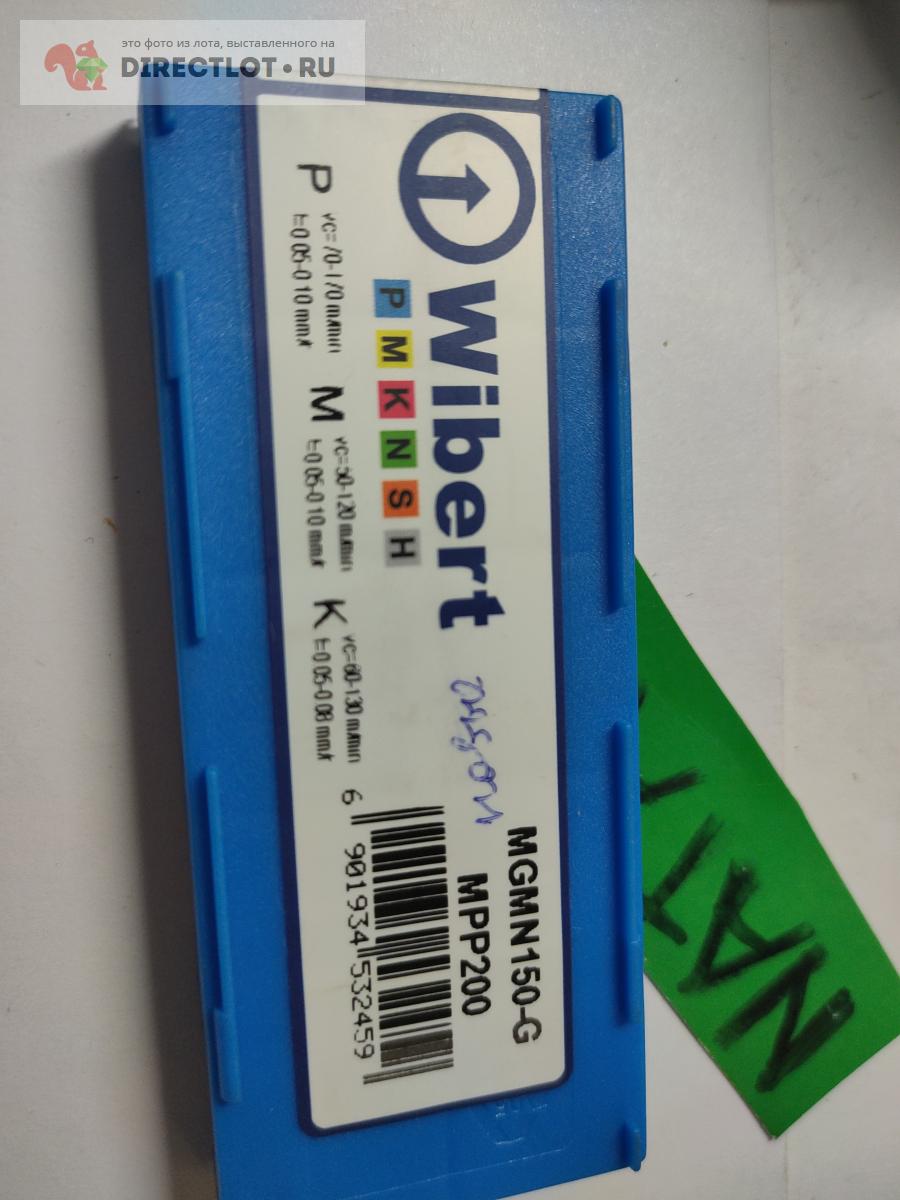 это фото из лота, выставленного на
DIRECTLOT.RU
Wibert
P M K N S H
MGMN150-G
MPP200
P
vc=70-170 m/min
f=0.05-0.10 mm/r
M
vc=50-120 m/min
f=0.05-0.10 mm/r
K
vc=60-130 m/min
f=0.05-0.08 mm/r
6 901934 532459
NAT